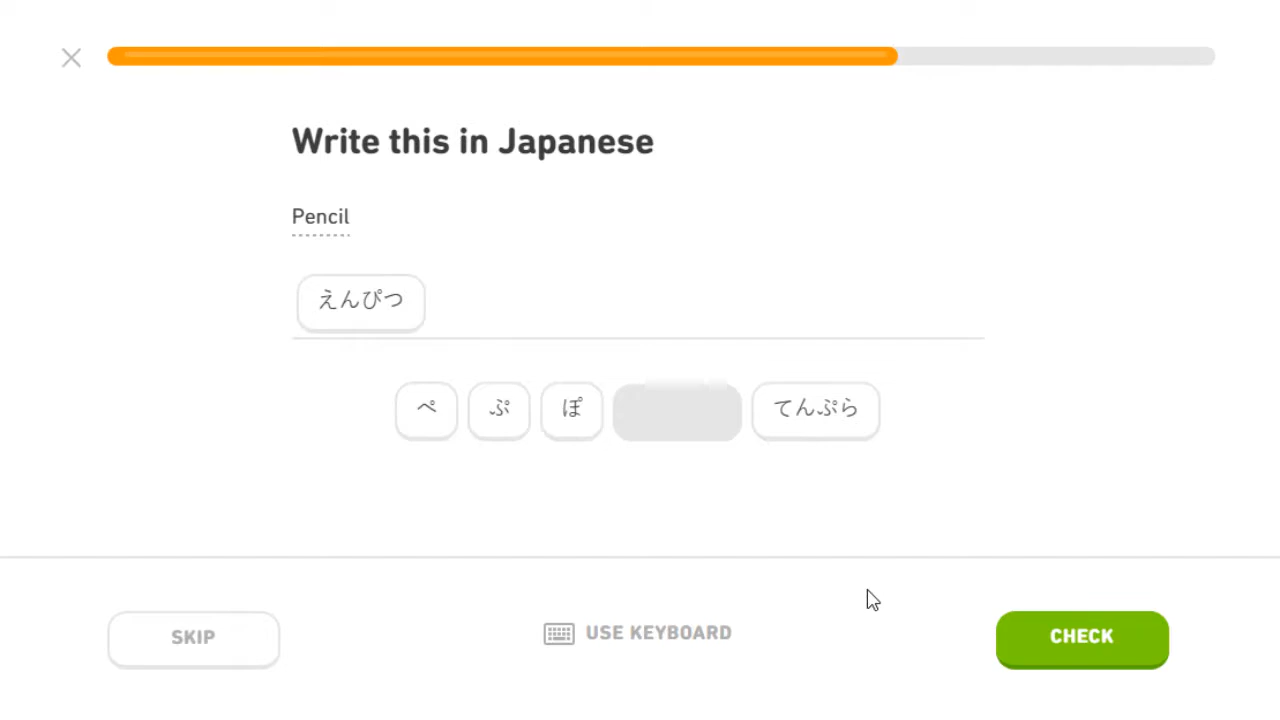 Write this in Japanese
Pencil
えんぴつ
ぺ ぷ ぽ てんぷら
SKIP USE KEYBOARD CHECK